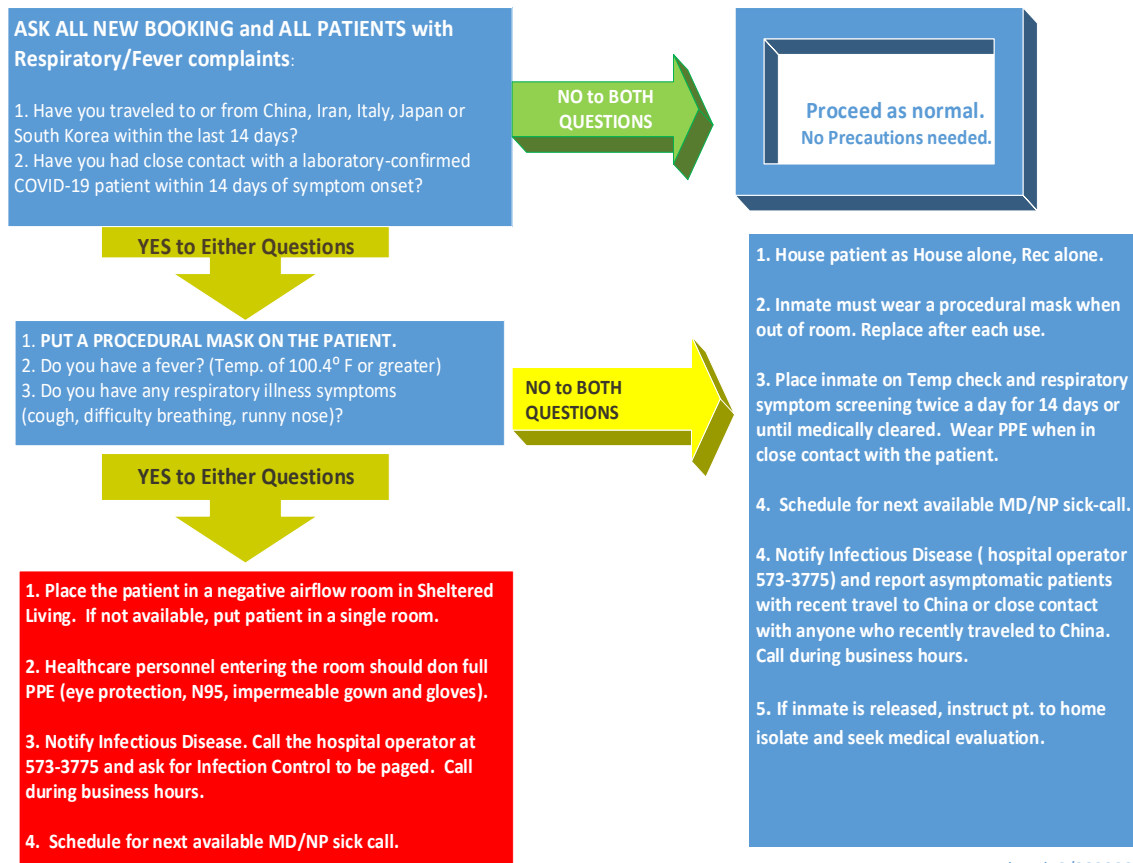 ASK ALL NEW BOOKING and ALL PATIENTS with
Respiratory/Fever complaints:
1. Have you traveled to or from China, Iran, Italy, Japan or
South Korea within the last 14 days?
2. Have you had close contact with a laboratory-confirmed
COVID-19 patient within 14 days of symptom onset?
NO to BOTH
QUESTIONS
Proceed as normal.
No Precautions needed.
YES to Either Questions
1. PUT A PROCEDURAL MASK ON THE PATIENT.
2. Do you have a fever? (Temp. of 100.4° F or greater)
3. Do you have any respiratory illness symptoms
(cough, difficulty breathing, runny nose)?
NO to BOTH
QUESTIONS
1. House patient as House alone, Rec alone.
2. Inmate must wear a procedural mask when
out of room. Replace after each use.
3. Place inmate on Temp check and respiratory
symptom screening twice a day for 14 days or
until medically cleared.  Wear PPE when in
close contact with the patient.
4.  Schedule for next available MD/NP sick-call.
4. Notify Infectious Disease ( hospital operator
573-3775) and report asymptomatic patients
with recent travel to China or close contact
with anyone who recently traveled to China.
Call during business hours.
5. If inmate is released, instruct pt. to home
isolate and seek medical evaluation.
YES to Either Questions
1. Place the patient in a negative airflow room in Sheltered
Living.  If not available, put patient in a single room.
2. Healthcare personnel entering the room should don full
PPE (eye protection, N95, impermeable gown and gloves).
3. Notify Infectious Disease. Call the hospital operator at
573-3775 and ask for Infection Control to be paged.  Call
during business hours.
4.  Schedule for next available MD/NP sick call.